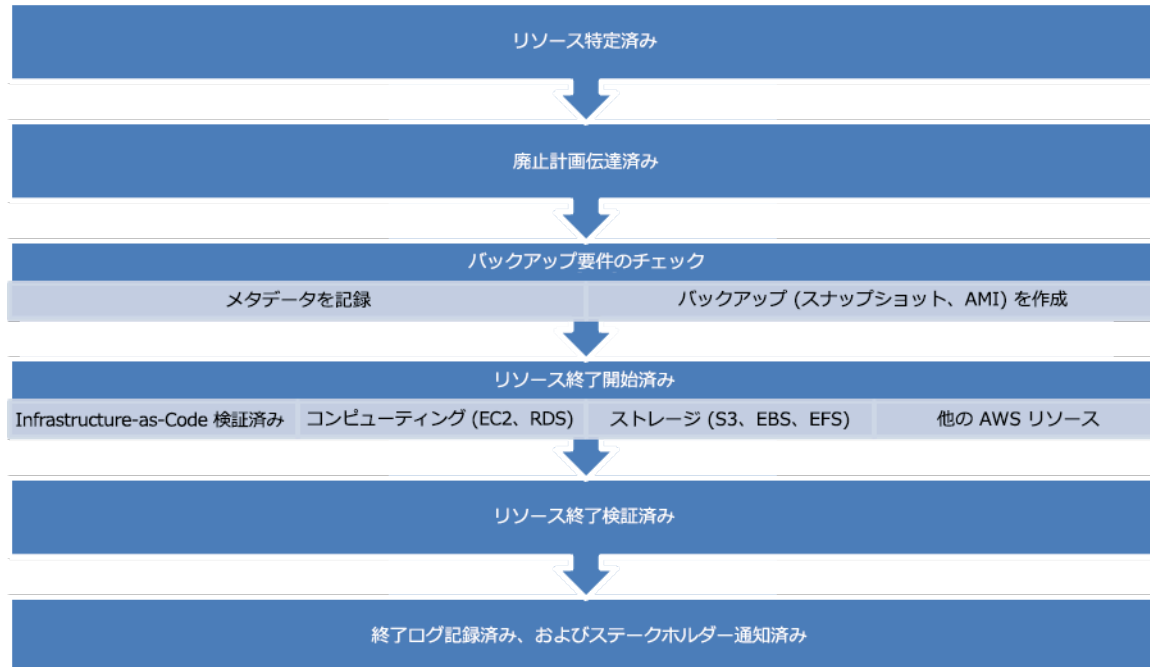 リソース特定済み
廃止計画伝達済み
バックアップ要件のチェック
メタデータを記録
バックアップ (スナップショット、AMI) を作成
リソース終了開始済み
Infrastructure-as-Code 検証済み
コンピューティング (EC2、RDS)
ストレージ (S3、EBS、EFS)
他の AWS リソース
リソース終了検証済み
終了ログ記録済み、およびステークホルダー通知済み